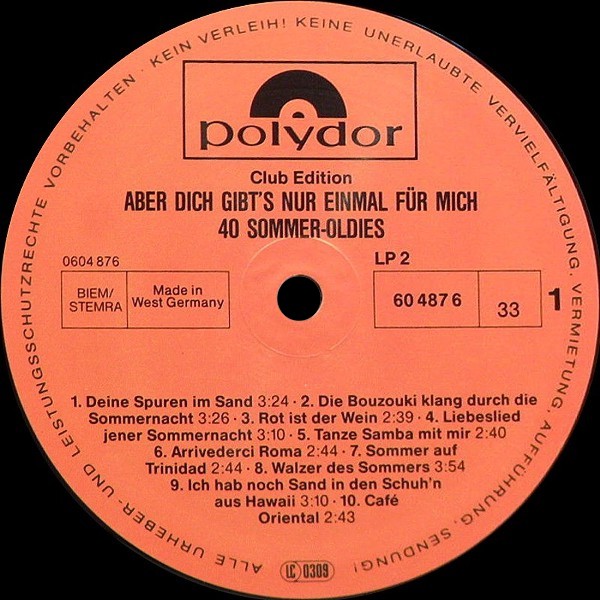 ALLE URHEBER- UND LEISTUNGSSCHUTZRECHTE VORBEHALTEN · KEIN VERLEIH! KEINE UNERLAUBTE VERVIELFÄLTIGUNG, VERMIETUNG, AUFFÜHRUNG, SENDUNG!
polydor
Club Edition
ABER DICH GIBT'S NUR EINMAL FÜR MICH
40 SOMMER-OLDIES
0604876
LP 2
BIEM/
STEMRA
Made in
West Germany
60 487 6
33
1
1. Deine Spuren im Sand 3:24 · 2. Die Bouzouki klang durch die
Sommernacht 3:26 · 3. Rot ist der Wein 2:39 · 4. Liebeslied
jener Sommernacht 3:10 · 5. Tanze Samba mit mir 2:40
6. Arrivederci Roma 2:44 · 7. Sommer auf
Trinidad 2:44 · 8. Walzer des Sommers 3:54
9. Ich hab noch Sand in den Schuh'n
aus Hawaii 3:10 · 10. Café
Oriental 2:43
LC 0309